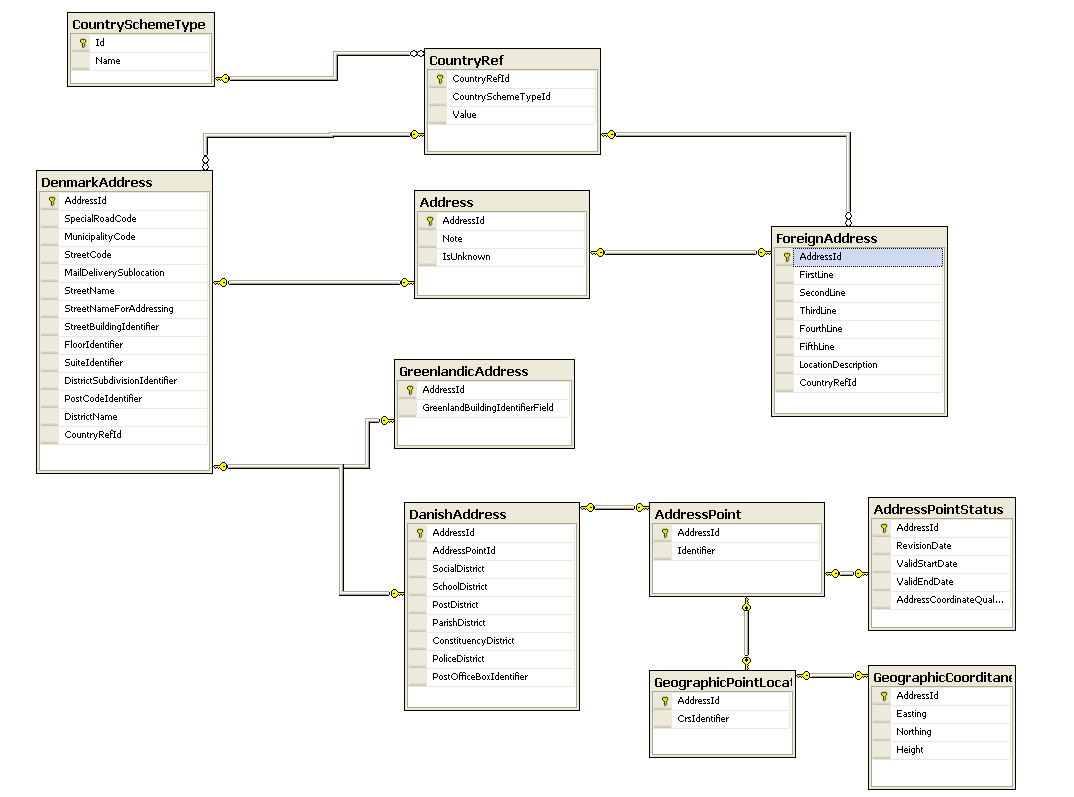 CountrySchemeType
Id
Name
CountryRef
CountryRefId
CountrySchemeTypeId
Value
DenmarkAddress
AddressId
SpecialRoadCode
MunicipalityCode
StreetCode
MailDeliverySublocation
StreetName
StreetNameForAddressing
StreetBuildingIdentifier
FloorIdentifier
SuiteIdentifier
DistrictSubdivisionIdentifier
PostCodeIdentifier
DistrictName
CountryRefId
Address
AddressId
Note
IsUnknown
ForeignAddress
AddressId
FirstLine
SecondLine
ThirdLine
FourthLine
FifthLine
LocationDescription
CountryRefId
GreenlandicAddress
AddressId
GreenlandBuildingIdentifierField
DanishAddress
AddressId
AddressPointId
SocialDistrict
SchoolDistrict
PostDistrict
ParishDistrict
ConstituencyDistrict
PoliceDistrict
PostOfficeBoxIdentifier
AddressPoint
AddressId
Identifier
AddressPointStatus
AddressId
RevisionDate
ValidStartDate
ValidEndDate
AddressCoordinateQual...
GeographicPointLocat
AddressId
CrsIdentifier
GeographicCoorditane
AddressId
Easting
Northing
Height